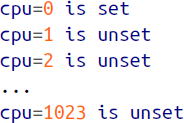 cpu=0 is set
cpu=1 is unset
cpu=2 is unset
...
cpu=1023 is unset